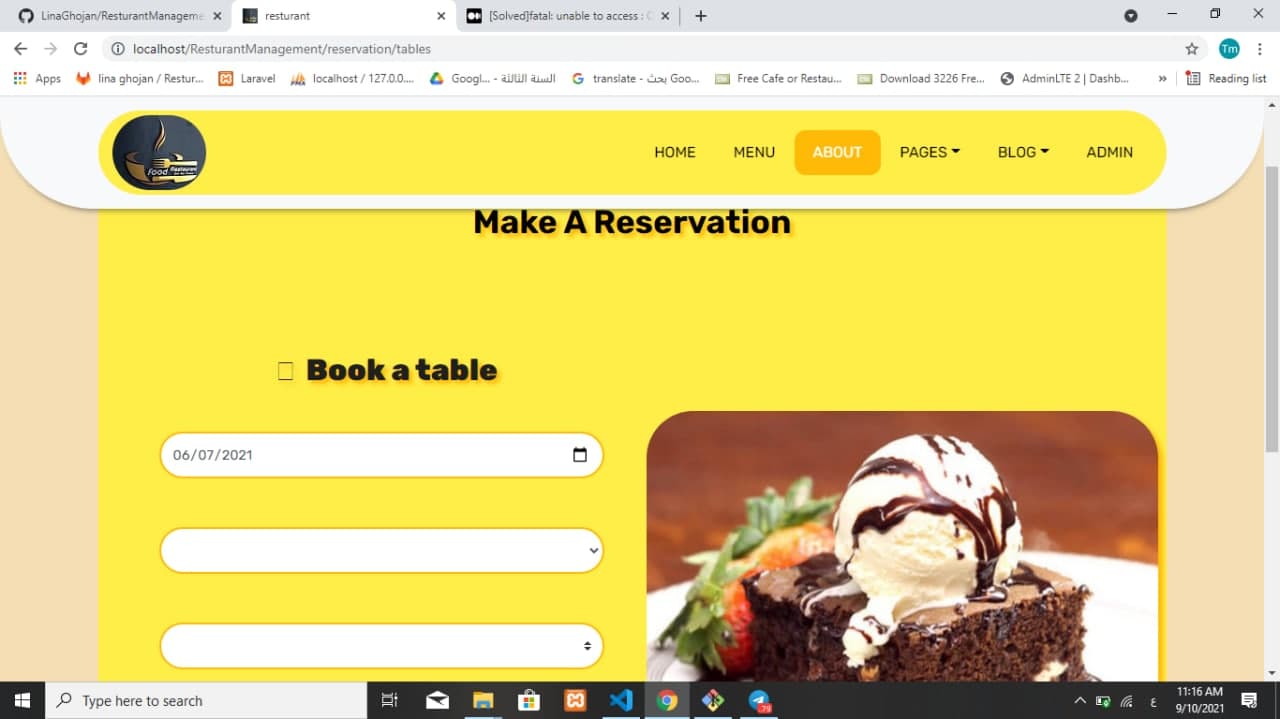 LinaGhojan/ResturantManageme
resturant
[Solved]fatal: unable to access : C
localhost/ResturantManagement/reservation/tables
Tm
Apps
lina ghojan / Restur...
Laravel
localhost / 127.0.0....
Googl... - السنة الثالثة
translate - بحث Goo...
Free Cafe or Restau...
Download 3226 Fre...
AdminLTE 2 | Dashb...
»
Reading list
food Restaurant
HOME
MENU
ABOUT
PAGES
BLOG
ADMIN
Make A Reservation
Book a table
06/07/2021
Type here to search
79
ع
11:16 AM
9/10/2021